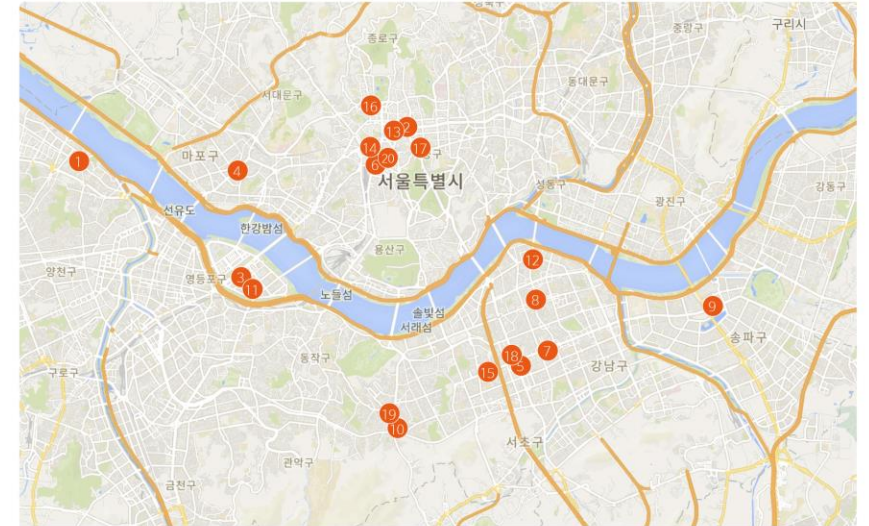 중랑구
구리시
종로구
동대문구
서대문구
16
13
2
14
17
20
6
1
마포구
4
서울특별시
성동구
강동구
광진구
선유도
한강밤섬
용산구
12
양천구
영등포구
3
11
노들섬
8
9
솔빛섬
서래섬
송파구
동작구
18
7
5
15
강남구
구로구
19
10
서초구
관악구
금천구